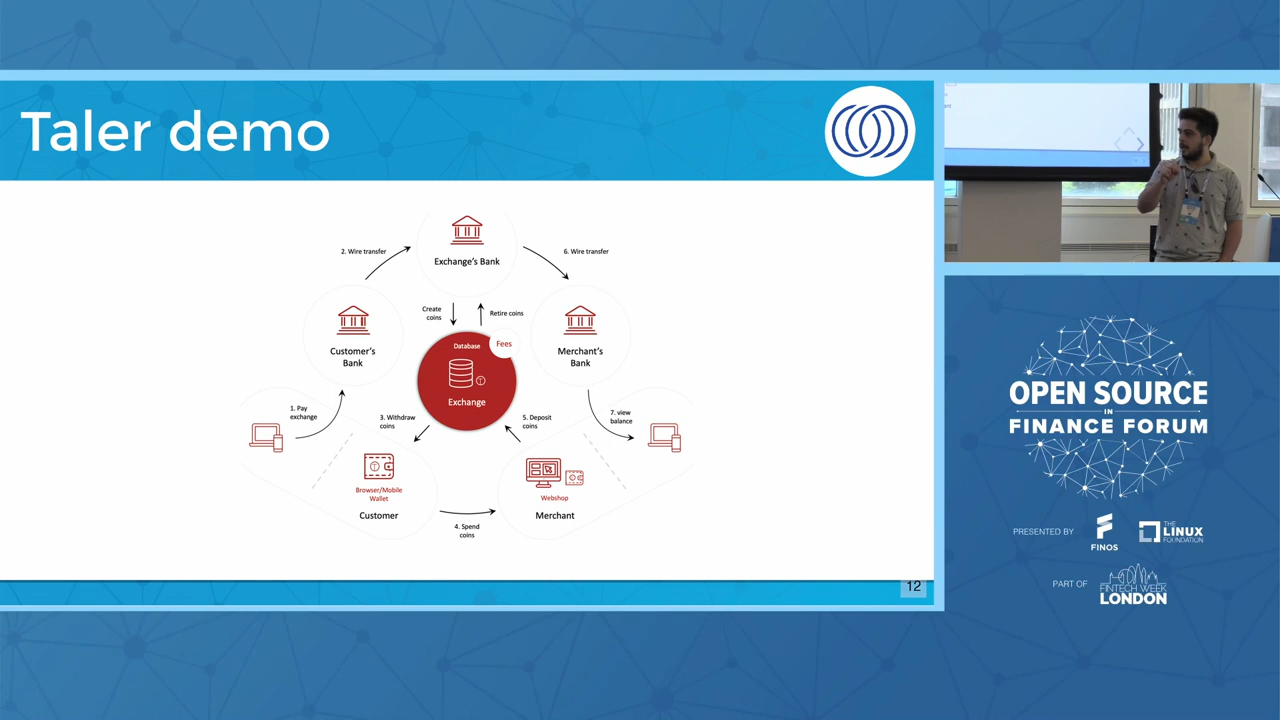 Taler demo
Exchange's Bank
2. Wire transfer
6. Wire transfer
Create
coins
Retire coins
Customer's
Bank
Database
Fees
Exchange
Merchant's
Bank
1. Pay
exchange
3. Withdraw
coins
5. Deposit
coins
7. view
balance
Browser/Mobile
Wallet
Customer
4. Spend
coins
Webshop
Merchant
12
OPEN SOURCE
IN
FINANCE FORUM
PRESENTED BY
FINOS
THE
LINUX
FOUNDATION
PART OF
FINTECH WEEK
LONDON